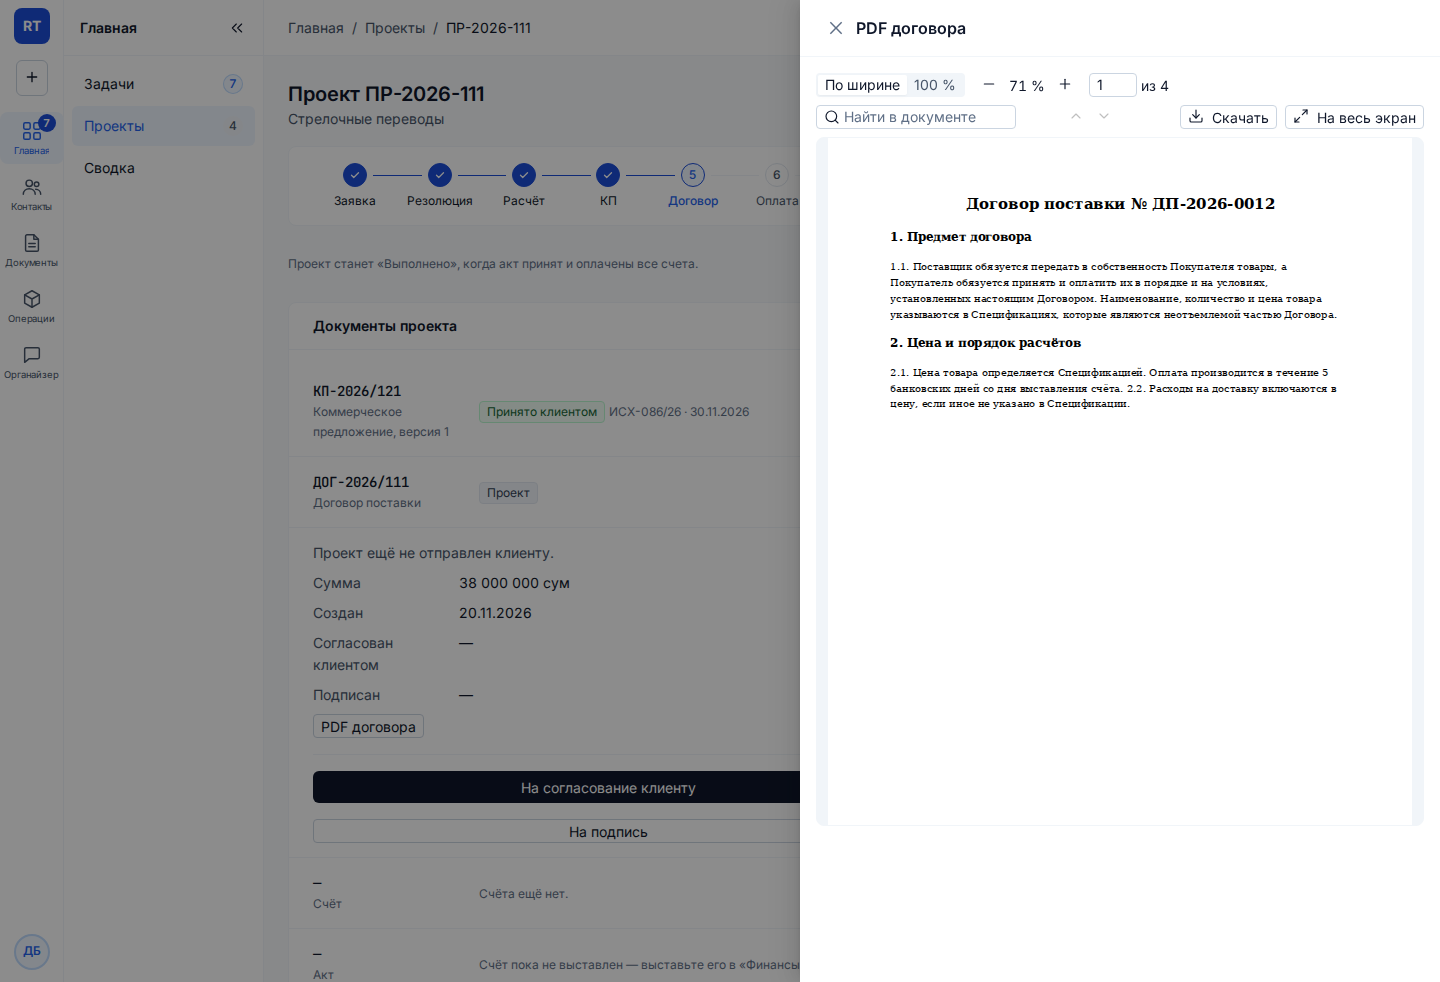 RT
7
Главная
Контакты
Документы
Операции
Органайзер
ДБ
Главная
Задачи
7
Проекты
4
Сводка
Главная / Проекты / ПР-2026-111
Проект ПР-2026-111
Стрелочные переводы
5
6
Заявка
Резолюция
Расчёт
КП
Договор
Оплата
Проект станет «Выполнено», когда акт принят и оплачены все счета.
Документы проекта
КП-2026/121
Коммерческое
предложение, версия 1
Принято клиентом
ИСХ-086/26 · 30.11.2026
ДОГ-2026/111
Договор поставки
Проект
Проект ещё не отправлен клиенту.
Сумма
38 000 000 сум
Создан
20.11.2026
Согласован
клиентом
—
Подписан
—
PDF договора
На согласование клиенту
На подпись
—
Счёт
Счёта ещё нет.
—
Акт
Счёт пока не выставлен — выставьте его в «Финансы
PDF договора
По ширине
100 %
71 %
1
из 4
Найти в документе
Скачать
На весь экран
Договор поставки № ДП-2026-0012
1. Предмет договора
1.1. Поставщик обязуется передать в собственность Покупателя товары, а
Покупатель обязуется принять и оплатить их в порядке и на условиях,
установленных настоящим Договором. Наименование, количество и цена товара
указываются в Спецификациях, которые являются неотъемлемой частью Договора.
2. Цена и порядок расчётов
2.1. Цена товара определяется Спецификацией. Оплата производится в течение 5
банковских дней со дня выставления счёта. 2.2. Расходы на доставку включаются в
цену, если иное не указано в Спецификации.